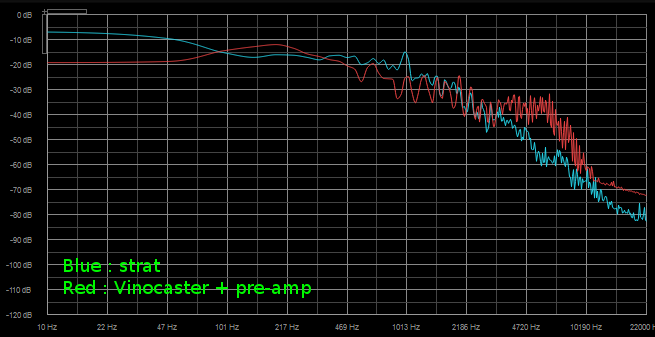 0 dB
-10 dB
-20 dB
-30 dB
-40 dB
-50 dB
-60 dB
-70 dB
-80 dB
-90 dB
-100 dB
-110 dB
-120 dB
Blue : strat
Red : Vinocaster + pre-amp
10 Hz 22 Hz 47 Hz 101 Hz 217 Hz 469 Hz 1013 Hz 2186 Hz 4720 Hz 10190 Hz 22000 Hz